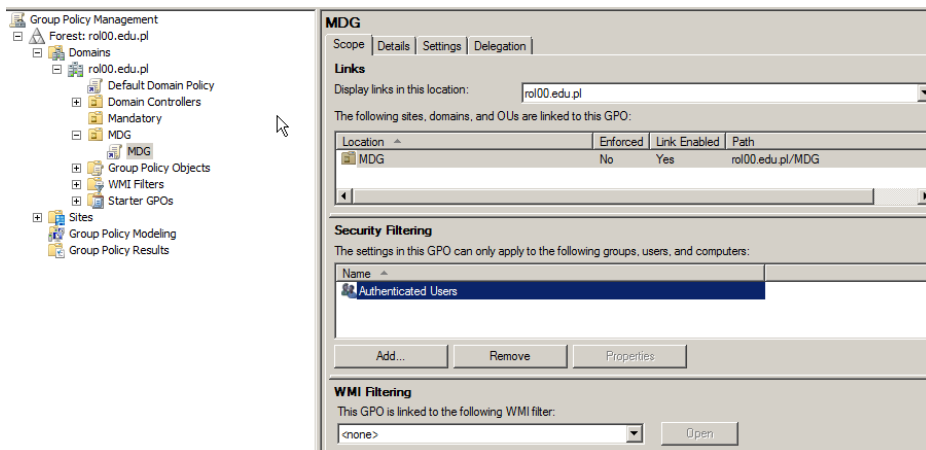 Group Policy Management
Forest: rol00.edu.pl
Domains
rol00.edu.pl
Default Domain Policy
Domain Controllers
Mandatory
MDG
MDG
Group Policy Objects
WMI Filters
Starter GPOs
Sites
Group Policy Modeling
Group Policy Results
MDG
Scope Details Settings Delegation
Links
Display links in this location: rol00.edu.pl
The following sites, domains, and OUs are linked to this GPO:
Location Enforced Link Enabled Path
MDG No Yes rol00.edu.pl/MDG
Security Filtering
The settings in this GPO can only apply to the following groups, users, and computers:
Name
Authenticated Users
Add... Remove Properties
WMI Filtering
This GPO is linked to the following WMI filter:
<none> Open